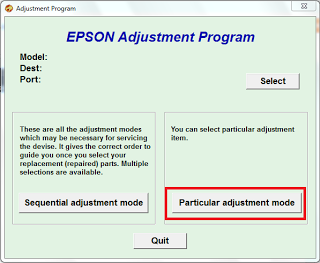 Adjustment Program
EPSON Adjustment Program
Model:
Dest:
Port:
Select
These are all the adjustment modes
which may be necessary for servicing
the devise. It gives the correct order to
guide you once you select your
replacement (repaired) parts. Multiple
selections are available.
Sequential adjustment mode
You can select particular adjustment
item.
Particular adjustment mode
Quit